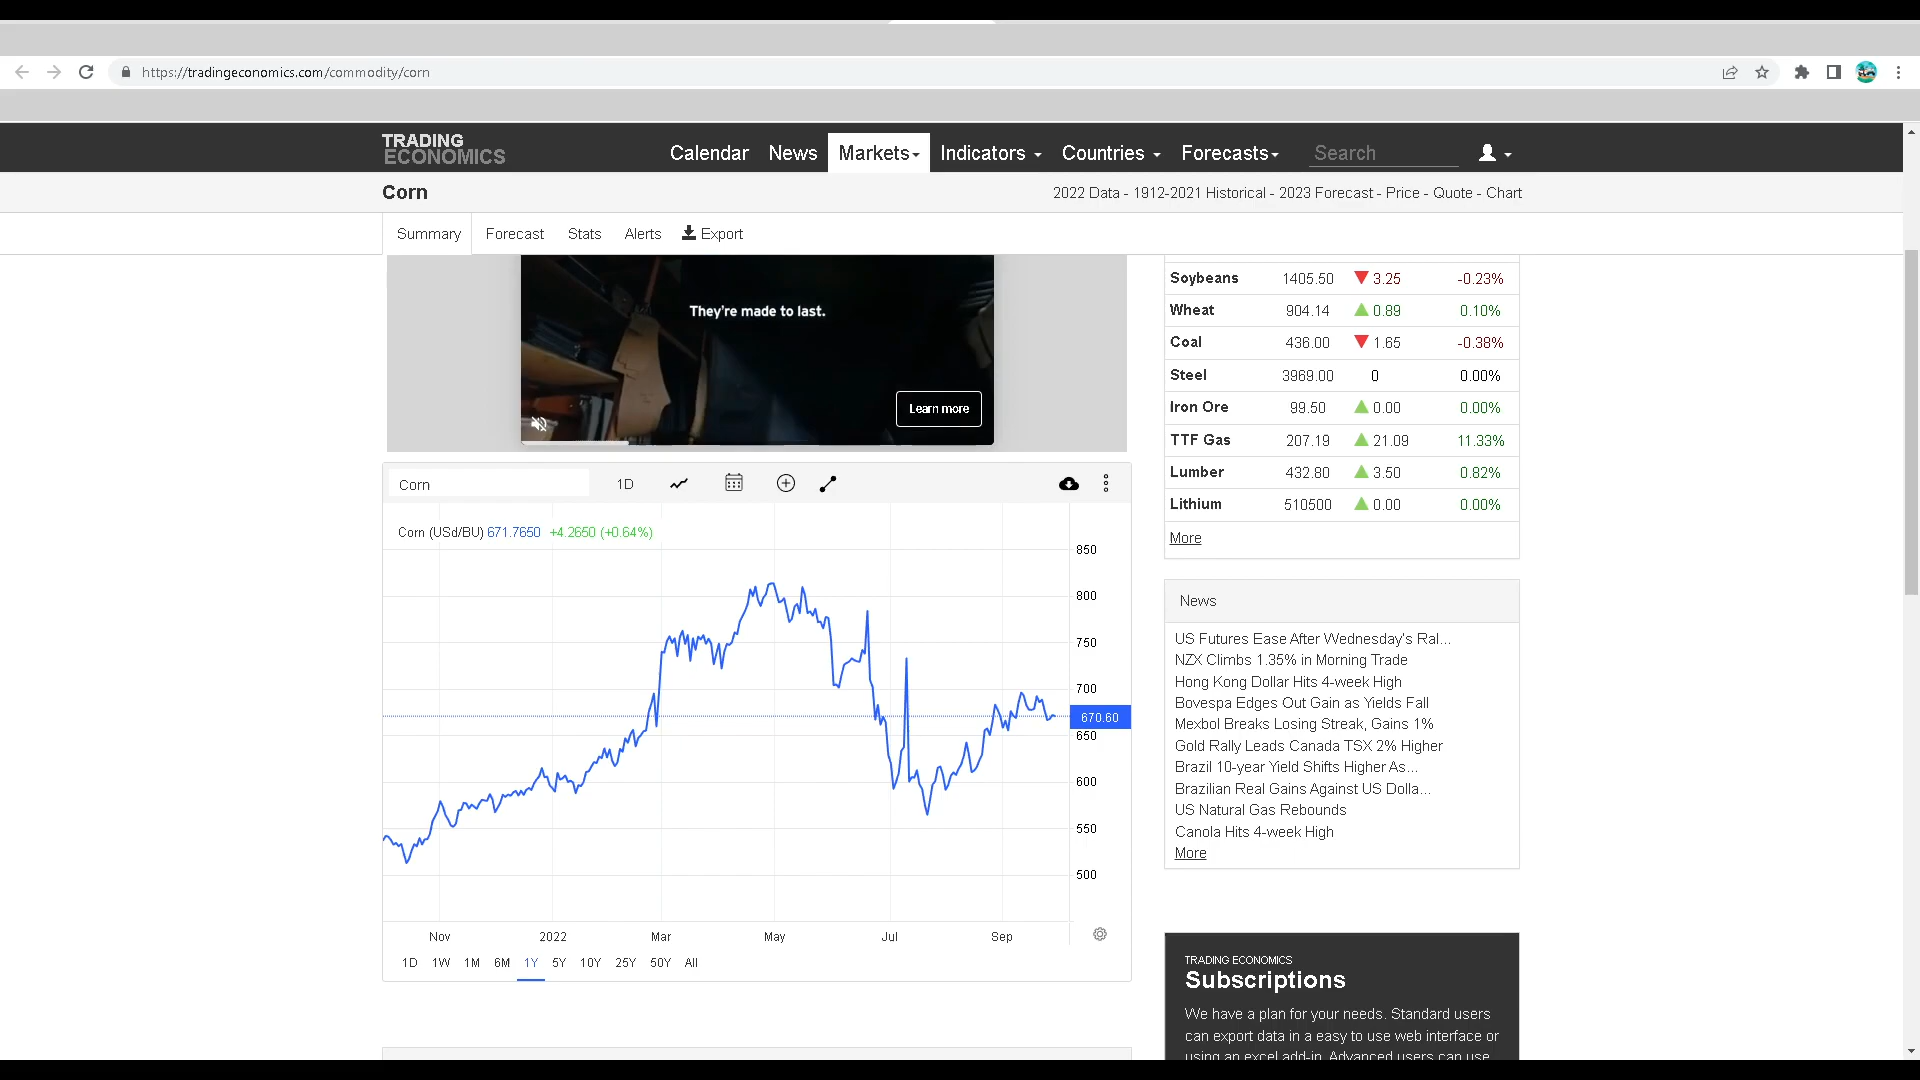 https://tradingeconomics.com/commodity/corn
TRADING
ECONOMICS
Calendar News Markets Indicators Countries Forecasts Search
Corn
2022 Data - 1912-2021 Historical - 2023 Forecast - Price - Quote - Chart
Summary Forecast Stats Alerts Export
They're made to last.
Learn more
Corn 1D
Corn (USd/BU) 671.7650 +4.2650 (+0.64%)
850
800
750
700
670.60
650
600
550
500
Nov 2022 Mar May Jul Sep
1D 1W 1M 6M 1Y 5Y 10Y 25Y 50Y All
Soybeans 1405.50 3.25 -0.23%
Wheat 904.14 0.89 0.10%
Coal 436.00 1.65 -0.38%
Steel 3969.00 0 0.00%
Iron Ore 99.50 0.00 0.00%
TTF Gas 207.19 21.09 11.33%
Lumber 432.80 3.50 0.82%
Lithium 510500 0.00 0.00%
More
News
US Futures Ease After Wednesday's Ral...
NZX Climbs 1.35% in Morning Trade
Hong Kong Dollar Hits 4-week High
Bovespa Edges Out Gain as Yields Fall
Mexbol Breaks Losing Streak, Gains 1%
Gold Rally Leads Canada TSX 2% Higher
Brazil 10-year Yield Shifts Higher As...
Brazilian Real Gains Against US Dolla...
US Natural Gas Rebounds
Canola Hits 4-week High
More
TRADING ECONOMICS
Subscriptions
We have a plan for your needs. Standard users
can export data in a easy to use web interface or
using an excel add-in. Advanced users can use